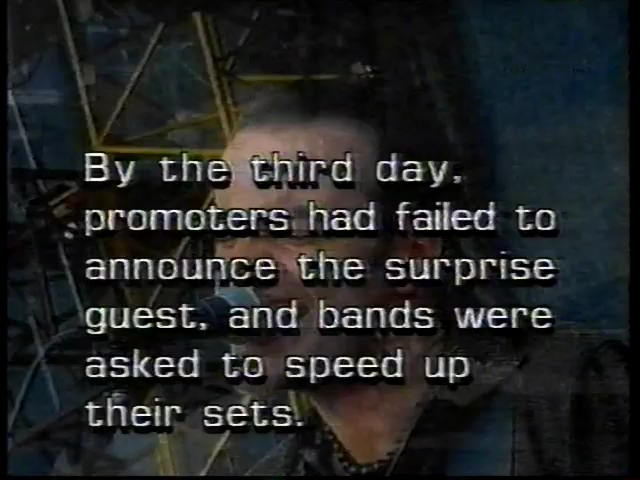 By the third day,
promoters had failed to
announce the surprise
guest, and bands were
asked to speed up
their sets.